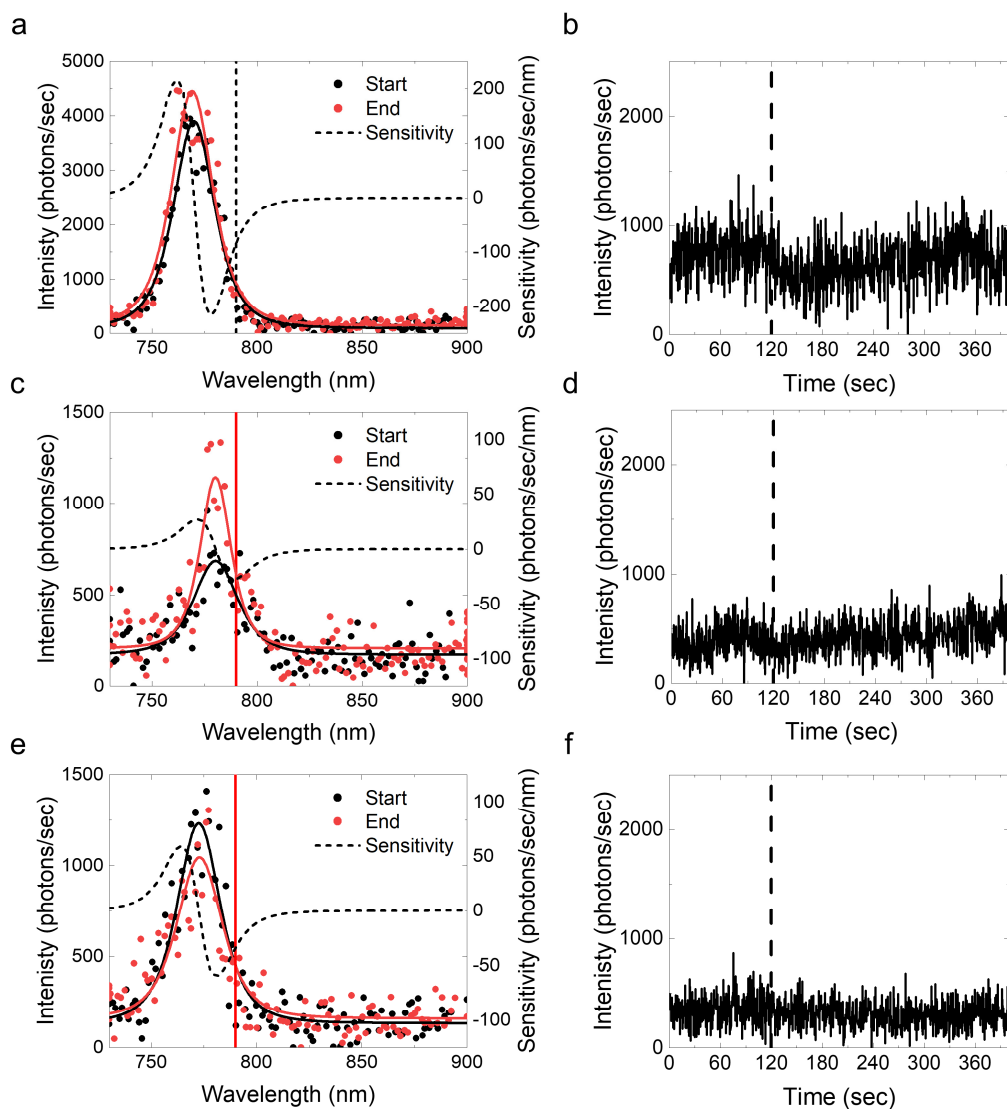 a
5000
4000
3000
2000
1000
0
750
800
850
900
Wavelength (nm)
Intenisty (photons/sec)
200
100
0
-100
-200
Sensitivity (photons/sec/nm)
Start
End
Sensitivity
b
2000
1000
0
0
60
120
180
240
300
360
Time (sec)
Intenisty (photons/sec)
c
1500
1000
500
0
750
800
850
900
Wavelength (nm)
Intenisty (photons/sec)
100
50
0
-50
-100
Sensitivity (photons/sec/nm)
Start
End
Sensitivity
d
2000
1000
0
0
60
120
180
240
300
360
Time (sec)
Intenisty (photons/sec)
e
1500
1000
500
0
750
800
850
900
Wavelength (nm)
Intenisty (photons/sec)
100
50
0
-50
-100
Sensitivity (photons/sec/nm)
Start
End
Sensitivity
f
2000
1000
0
0
60
120
180
240
300
360
Time (sec)
Intenisty (photons/sec)